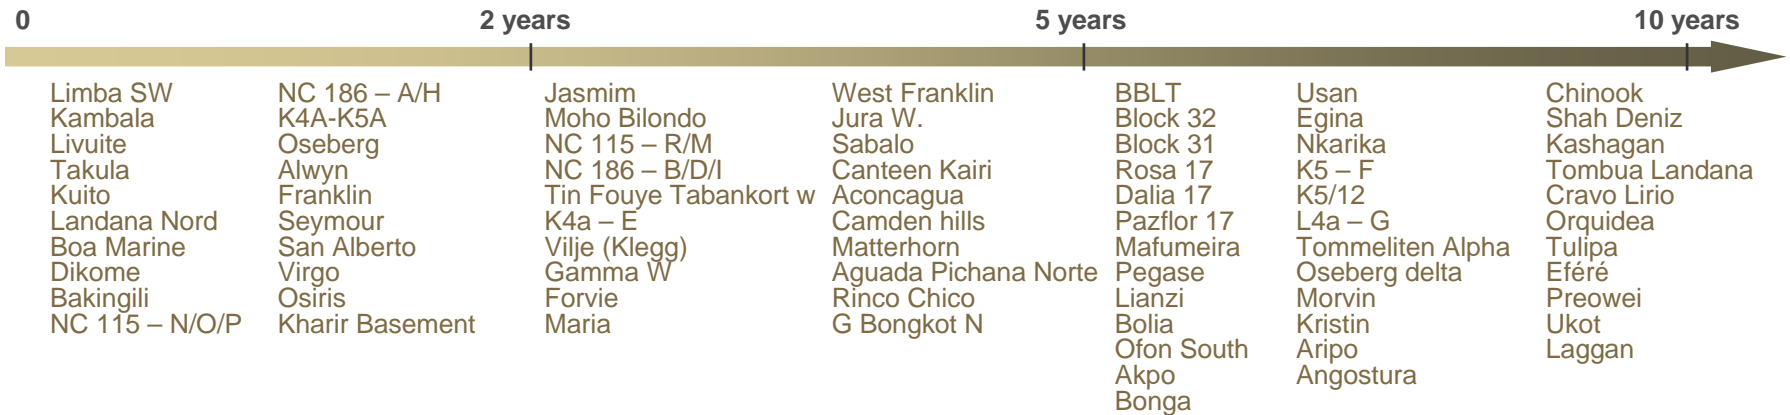 0
2 years
5 years
10 years
Limba SW
Kambala
Livuite
Takula
Kuito
Landana Nord
Boa Marine
Dikome
Bakingili
NC 115 – N/O/P
NC 186 – A/H
K4A-K5A
Oseberg
Alwyn
Franklin
Seymour
San Alberto
Virgo
Osiris
Kharir Basement
Jasmim
Moho Bilondo
NC 115 – R/M
NC 186 – B/D/I
Tin Fouye Tabankort w
K4a – E
Vilje (Klegg)
Gamma W
Forvie
Maria
West Franklin
Jura W.
Sabalo
Canteen Kairi
Aconcagua
Camden hills
Matterhorn
Aguada Pichana Norte
Rinco Chico
G Bongkot N
BBLT
Block 32
Block 31
Rosa 17
Dalia 17
Pazflor 17
Mafumeira
Pegase
Lianzi
Bolia
Ofon South
Akpo
Bonga
Usan
Egina
Nkarika
K5 – F
K5/12
L4a – G
Tommeliten Alpha
Oseberg delta
Morvin
Kristin
Aripo
Angostura
Chinook
Shah Deniz
Kashagan
Tombua Landana
Cravo Lirio
Orquidea
Tulipa
Eféré
Preowei
Ukot
Laggan